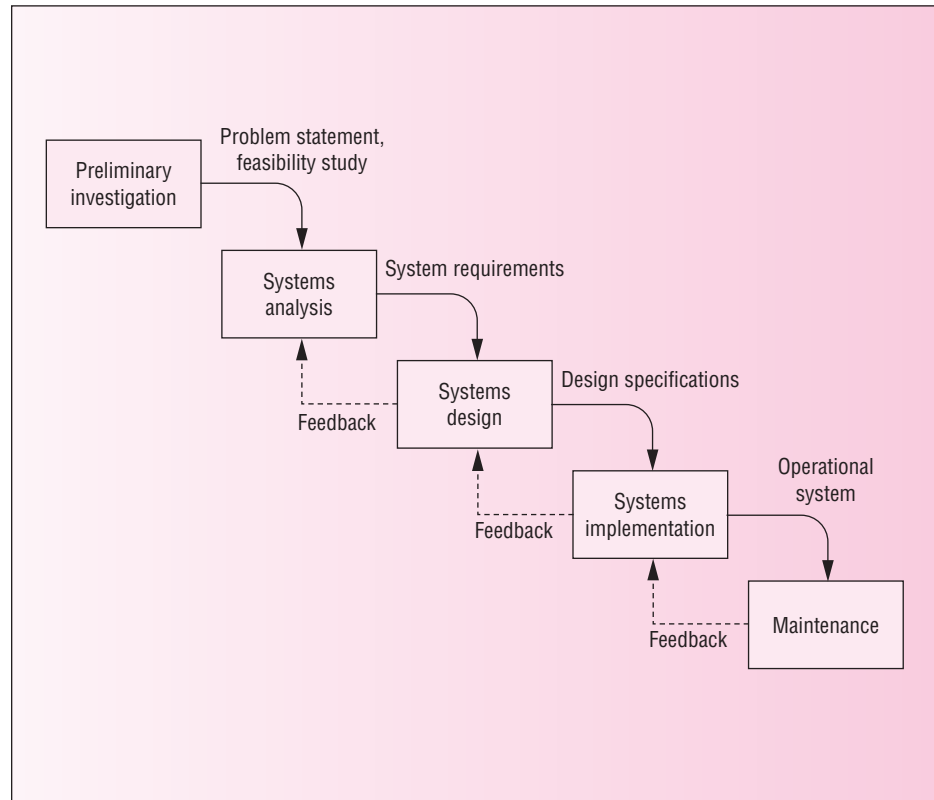 Preliminary
investigation
Problem statement,
feasibility study
Systems
analysis
System requirements
Feedback
Systems
design
Design specifications
Feedback
Systems
implementation
Operational
system
Feedback
Maintenance